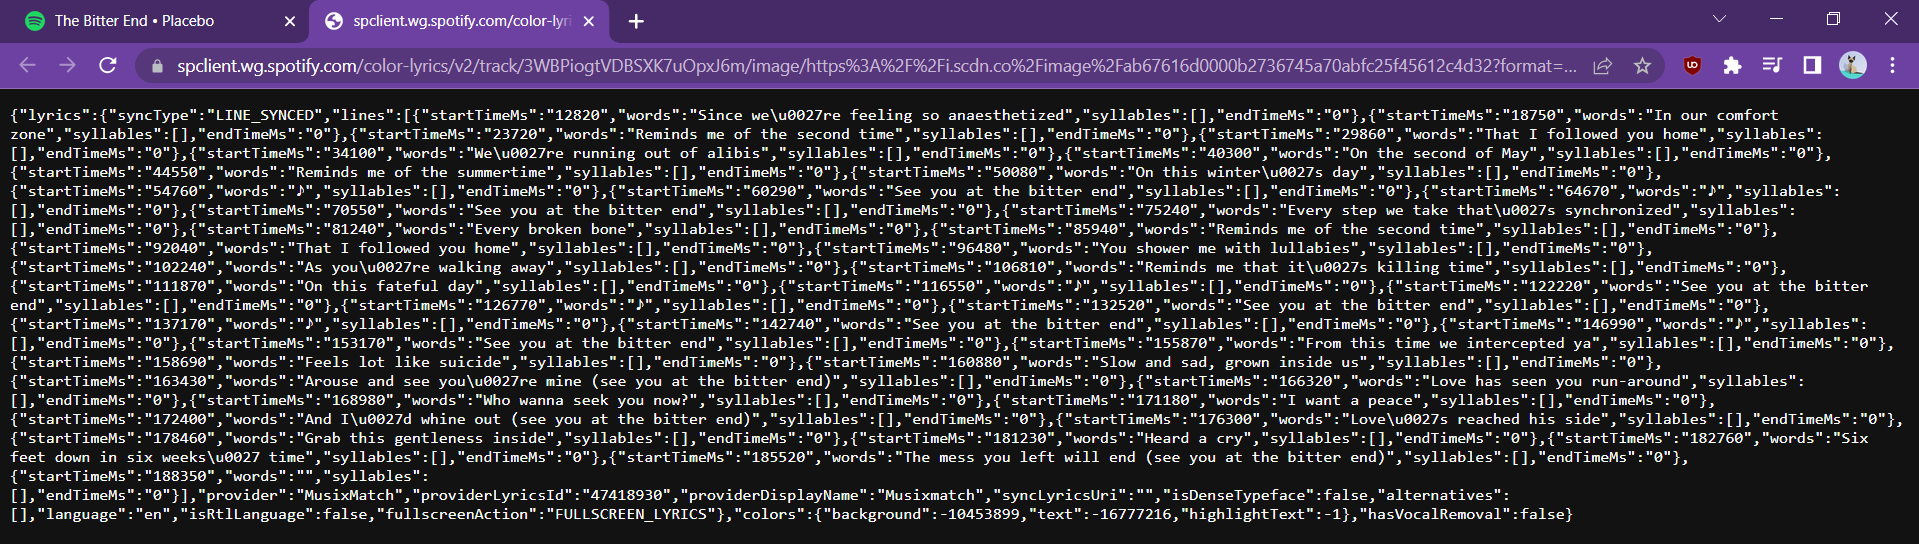 The Bitter End • Placebo
spclient.wg.spotify.com/color-lyri
spclient.wg.spotify.com/color-lyrics/v2/track/3WBPiogtVDBSXK7uOpxJ6m/image/https%3A%2F%2Fi.scdn.co%2Fimage%2Fab67616d0000b2736745a70abfc25f45612c4d32?format=...
{"lyrics":{"syncType":"LINE_SYNCED","lines":[{"startTimeMs":"12820","words":"Since we\u0027re feeling so anaesthetized","syllables":[],"endTimeMs":"0"},{"startTimeMs":"18750","words":"In our comfort
zone","syllables":[],"endTimeMs":"0"},{"startTimeMs":"23720","words":"Reminds me of the second time","syllables":[],"endTimeMs":"0"},{"startTimeMs":"29860","words":"That I followed you home","syllables":
[],"endTimeMs":"0"},{"startTimeMs":"34100","words":"We\u0027re running out of alibis","syllables":[],"endTimeMs":"0"},{"startTimeMs":"40300","words":"On the second of May","syllables":[],"endTimeMs":"0"},
{"startTimeMs":"44550","words":"Reminds me of the summertime","syllables":[],"endTimeMs":"0"},{"startTimeMs":"50080","words":"On this winter\u0027s day","syllables":[],"endTimeMs":"0"},
{"startTimeMs":"54760","words":"♪","syllables":[],"endTimeMs":"0"},{"startTimeMs":"60290","words":"See you at the bitter end","syllables":[],"endTimeMs":"0"},{"startTimeMs":"64670","words":"♪","syllables":
[],"endTimeMs":"0"},{"startTimeMs":"70550","words":"See you at the bitter end","syllables":[],"endTimeMs":"0"},{"startTimeMs":"75240","words":"Every step we take that\u0027s synchronized","syllables":
[],"endTimeMs":"0"},{"startTimeMs":"81240","words":"Every broken bone","syllables":[],"endTimeMs":"0"},{"startTimeMs":"85940","words":"Reminds me of the second time","syllables":[],"endTimeMs":"0"},
{"startTimeMs":"92040","words":"That I followed you home","syllables":[],"endTimeMs":"0"},{"startTimeMs":"96480","words":"You shower me with lullabies","syllables":[],"endTimeMs":"0"},
{"startTimeMs":"102240","words":"As you\u0027re walking away","syllables":[],"endTimeMs":"0"},{"startTimeMs":"106810","words":"Reminds me that it\u0027s killing time","syllables":[],"endTimeMs":"0"},
{"startTimeMs":"111870","words":"On this fateful day","syllables":[],"endTimeMs":"0"},{"startTimeMs":"116550","words":"♪","syllables":[],"endTimeMs":"0"},{"startTimeMs":"122220","words":"See you at the bitter
end","syllables":[],"endTimeMs":"0"},{"startTimeMs":"126770","words":"♪","syllables":[],"endTimeMs":"0"},{"startTimeMs":"132520","words":"See you at the bitter end","syllables":[],"endTimeMs":"0"},
{"startTimeMs":"137170","words":"♪","syllables":[],"endTimeMs":"0"},{"startTimeMs":"142740","words":"See you at the bitter end","syllables":[],"endTimeMs":"0"},{"startTimeMs":"146990","words":"♪","syllables":
[],"endTimeMs":"0"},{"startTimeMs":"153170","words":"See you at the bitter end","syllables":[],"endTimeMs":"0"},{"startTimeMs":"155870","words":"From this time we intercepted ya","syllables":[],"endTimeMs":"0"},
{"startTimeMs":"158690","words":"Feels lot like suicide","syllables":[],"endTimeMs":"0"},{"startTimeMs":"160880","words":"Slow and sad, grown inside us","syllables":[],"endTimeMs":"0"},
{"startTimeMs":"163430","words":"Arouse and see you\u0027re mine (see you at the bitter end)","syllables":[],"endTimeMs":"0"},{"startTimeMs":"166320","words":"Love has seen you run-around","syllables":
[],"endTimeMs":"0"},{"startTimeMs":"168980","words":"Who wanna seek you now?","syllables":[],"endTimeMs":"0"},{"startTimeMs":"171180","words":"I want a peace","syllables":[],"endTimeMs":"0"},
{"startTimeMs":"172400","words":"And I\u0027d whine out (see you at the bitter end)","syllables":[],"endTimeMs":"0"},{"startTimeMs":"176300","words":"Love\u0027s reached his side","syllables":[],"endTimeMs":"0"},
{"startTimeMs":"178460","words":"Grab this gentleness inside","syllables":[],"endTimeMs":"0"},{"startTimeMs":"181230","words":"Heard a cry","syllables":[],"endTimeMs":"0"},{"startTimeMs":"182760","words":"Six
feet down in six weeks\u0027 time","syllables":[],"endTimeMs":"0"},{"startTimeMs":"185520","words":"The mess you left will end (see you at the bitter end)","syllables":[],"endTimeMs":"0"},
{"startTimeMs":"188350","words":"","syllables":
[],"endTimeMs":"0"}],"provider":"MusixMatch","providerLyricsId":"47418930","providerDisplayName":"Musixmatch","syncLyricsUri":"","isDenseTypeface":false,"alternatives":
[],"language":"en","isRtlLanguage":false,"fullscreenAction":"FULLSCREEN_LYRICS"},"colors":{"background":-10453899,"text":-16777216,"highlightText":-1},"hasVocalRemoval":false}